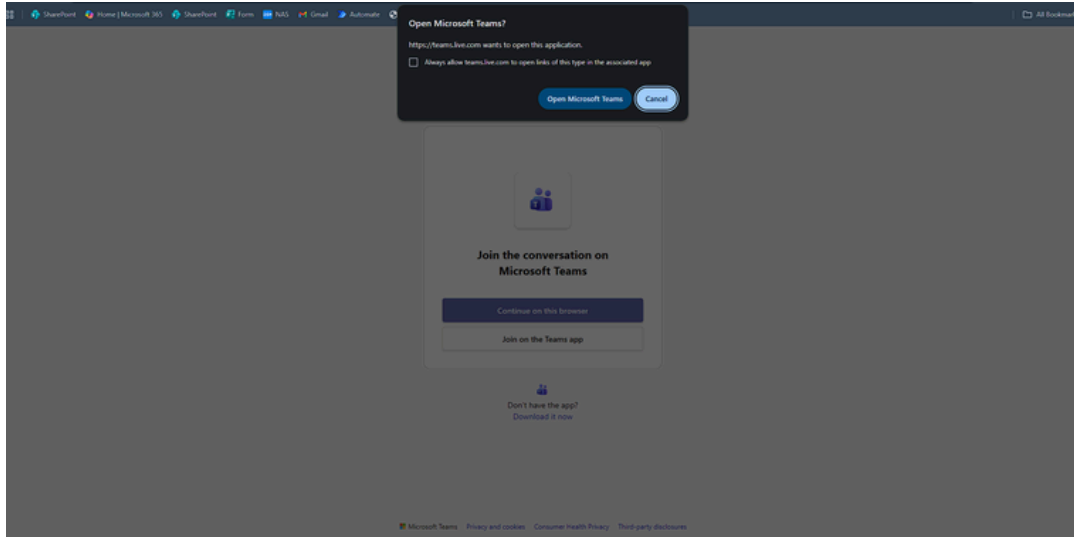 SharePoint Home | Microsoft 365 SharePoint Form NAS Gmail Automate All Bookmar
Open Microsoft Teams?
https://teams.live.com wants to open this application.
Always allow teams.live.com to open links of this type in the associated app
Open Microsoft Teams Cancel
Join the conversation on
Microsoft Teams
Continue on this browser
Join on the Teams app
Don't have the app?
Download it now
Microsoft Teams Privacy and cookies Consumer Health Privacy Third-party disclosures